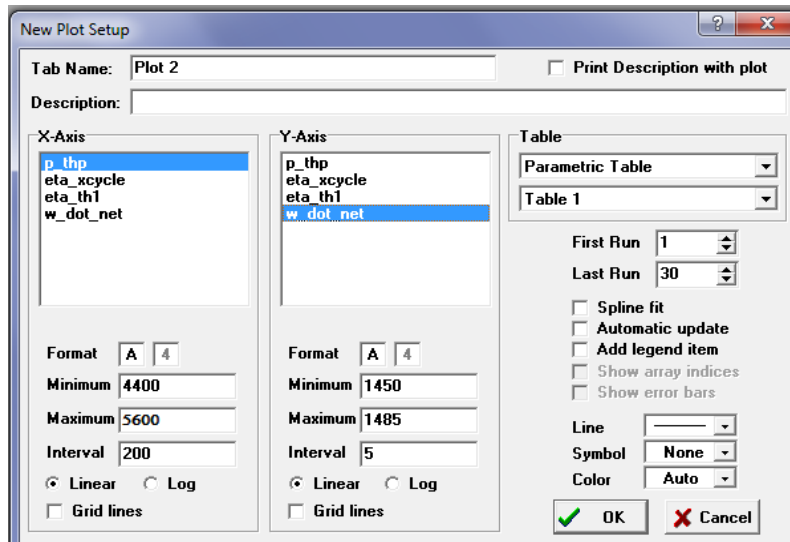 New Plot Setup
?
Tab Name: Plot 2
Print Description with plot
Description:
X-Axis
p_thp
eta_xcycle
eta_th1
w_dot_net
Format A 4
Minimum 4400
Maximum 5600
Interval 200
Linear Log
Grid lines
Y-Axis
p_thp
eta_xcycle
eta_th1
w_dot_net
Format A 4
Minimum 1450
Maximum 1485
Interval 5
Linear Log
Grid lines
Table
Parametric Table
Table 1
First Run 1
Last Run 30
Spline fit
Automatic update
Add legend item
Show array indices
Show error bars
Line
Symbol None
Color Auto
OK Cancel